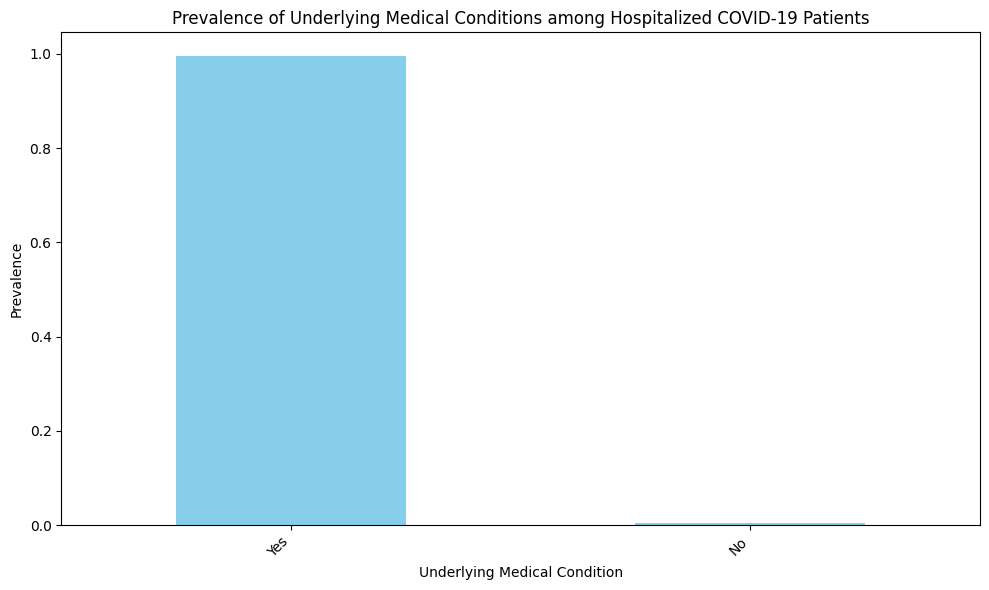 Prevalence of Underlying Medical Conditions among Hospitalized COVID-19 Patients
1.0
0.8
0.6
0.4
0.2
0.0
Prevalence
Yes
No
Underlying Medical Condition